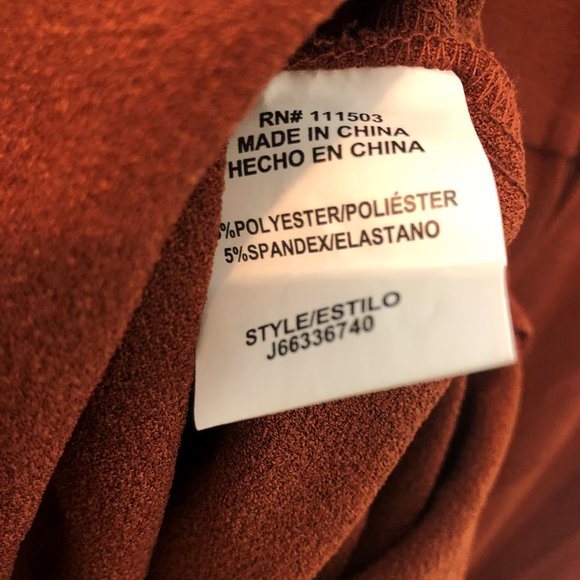 RN# 111503
MADE IN CHINA
HECHO EN CHINA
%POLYESTER/POLIÉSTER
5%SPANDEX/ELASTANO
STYLE/ESTILO
J66336740